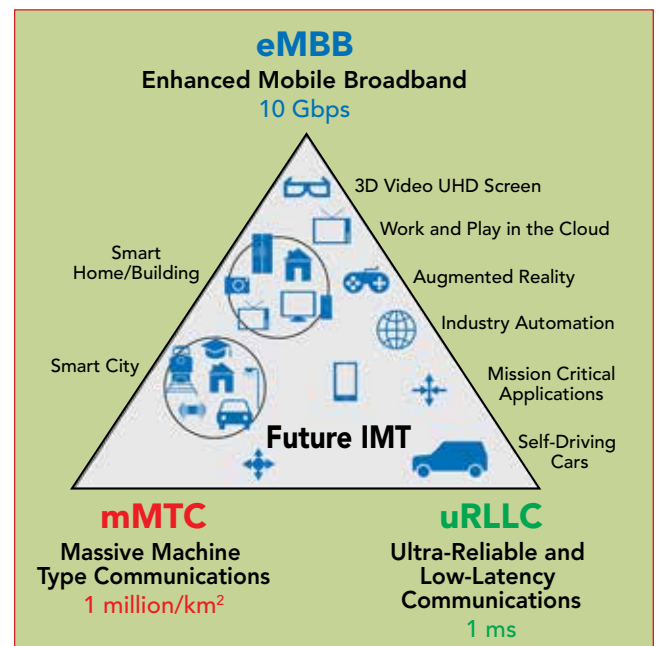 eMBB
Enhanced Mobile Broadband
10 Gbps
3D Video UHD Screen
Work and Play in the Cloud
Smart
Home/Building
Augmented Reality
Industry Automation
Smart City
Mission Critical
Applications
Future IMT
Self-Driving
Cars
mMTC
Massive Machine
Type Communications
1 million/km²
uRLLC
Ultra-Reliable and
Low-Latency
Communications
1 ms